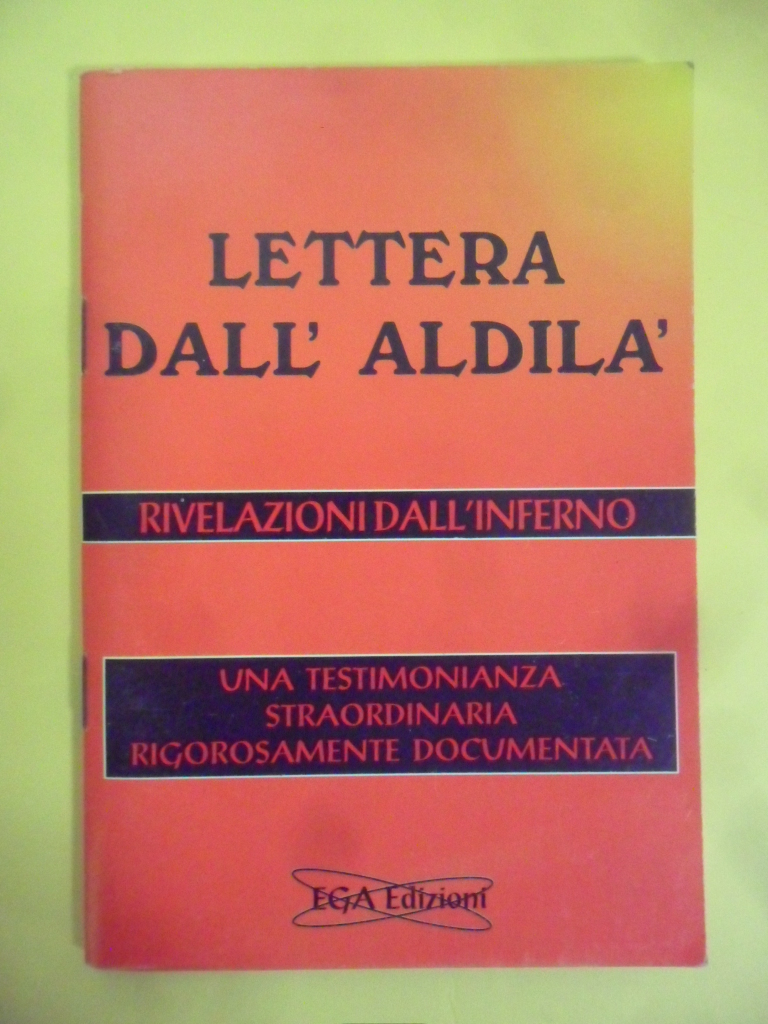 LETTERA
DALL' ALDILA'
RIVELAZIONI DALL'INFERNO
UNA TESTIMONIANZA
STRAORDINARIA
RIGOROSAMENTE DOCUMENTATA
EGA Edizioni